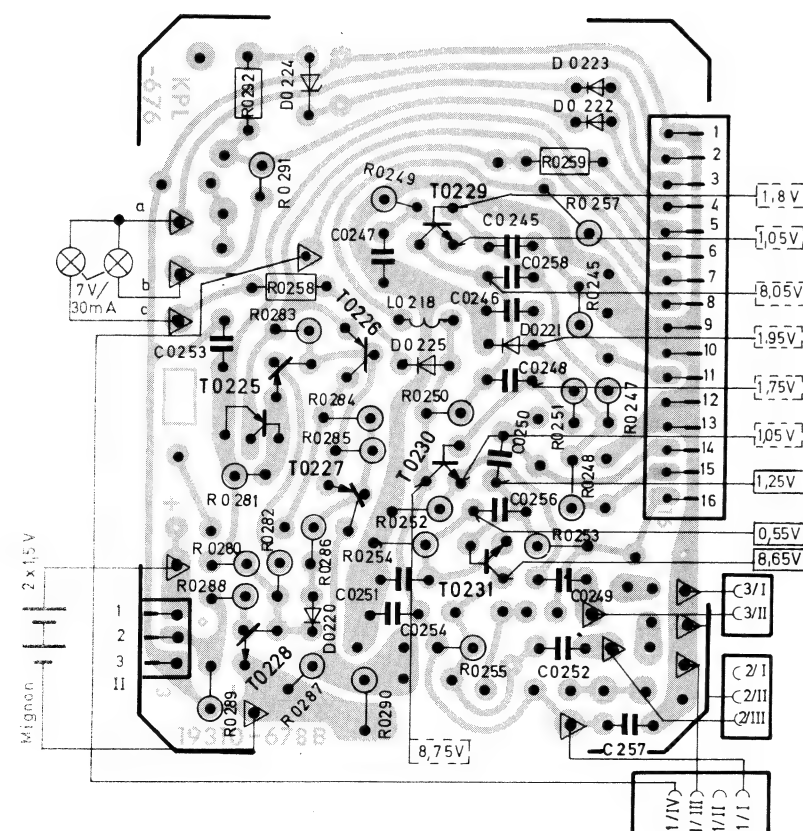 -676
KPL
R0292
D0224
D0223
D0222
R0291
R0249
T0229
R0259
R0257
C0247
C0245
C0258
R0245
C0246
L0218
D0221
D0225
C0248
a
b
c
7V/
30mA
R0258
T0226
R0283
C0253
T0225
R0284
R0285
R0250
T0230
C0250
R0251
R0247
R0248
R0281
T0227
R0282
R0280
R0288
R0286
R0252
C0256
R0254
R0253
C0251
T0231
C0249
C0254
D0220
T0228
R0287
R0289
R0290
R0255
C0252
C257
1
2
3
4
5
6
7
8
9
10
11
12
13
14
15
16
1,8V
1,05V
8,05V
1.95V
1,75V
1,05V
1,25V
0,55V
8,65V
8,75V
2x1,5V
Mignon
+
1
2
3
II
3
19310-678B
3/I
3/II
2/I
2/II
2/III
1/IV
1/III
1/II
1/I